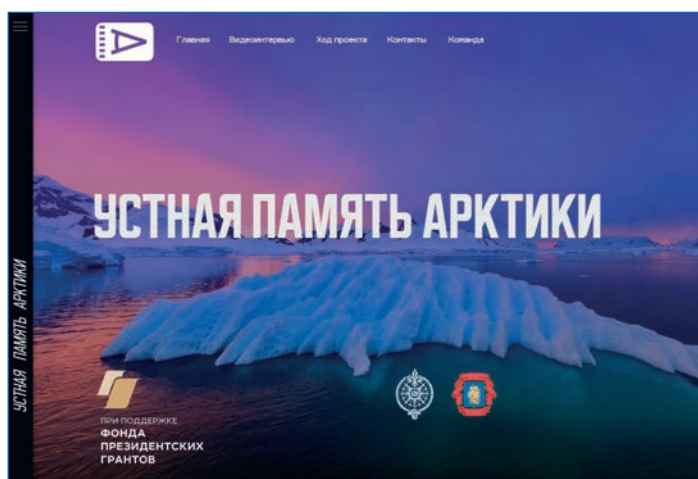 Главная Видеоинтервью Ход проекта Контакты Команда
УСТНАЯ ПАМЯТЬ АРКТИКИ
УСТНАЯ ПАМЯТЬ АРКТИКИ
ПРИ ПОДДЕРЖКЕ
ФОНДА
ПРЕЗИДЕНТСКИХ
ГРАНТОВ